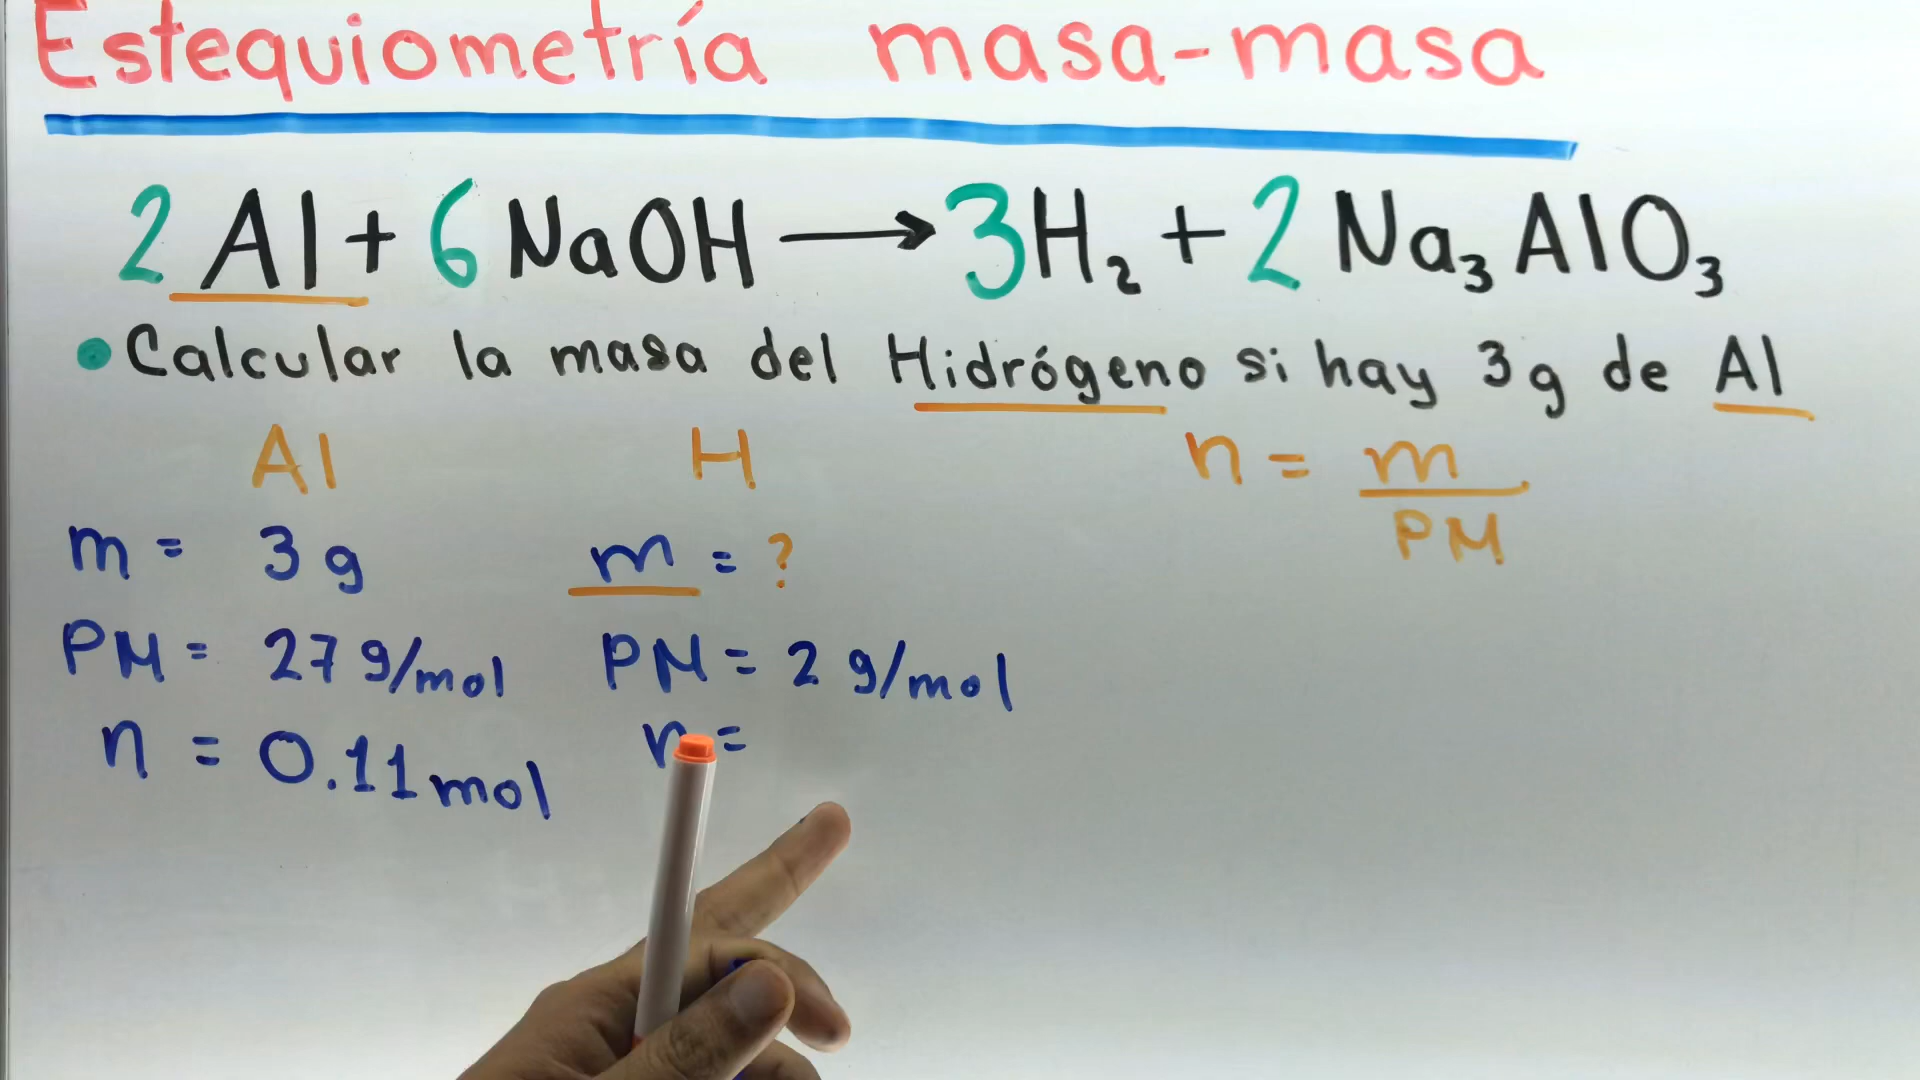 Estequiometría masa-masa
2 Al + 6 NaOH → 3H₂ + 2 Na₃AlO₃
• Calcular la masa del Hidrógeno si hay 3g de Al
Al H n = m/PM
m = 3 g m = ?
PM = 27 g/mol PM = 2 g/mol
n = 0.11 mol n =